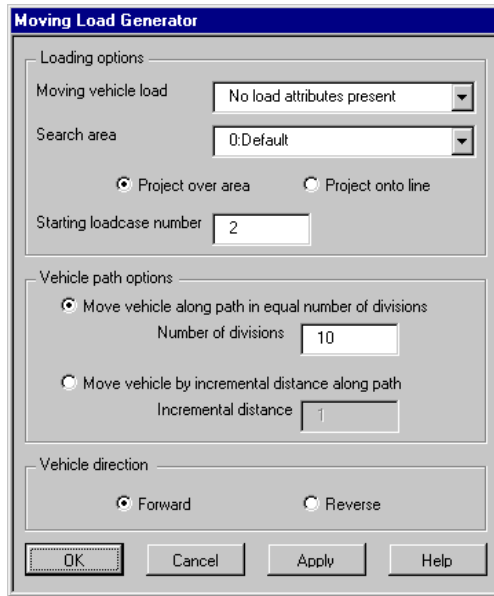 Moving Load Generator
Loading options
Moving vehicle load No load attributes present
Search area 0:Default
Project over area Project onto line
Starting loadcase number 2
Vehicle path options
Move vehicle along path in equal number of divisions
Number of divisions 10
Move vehicle by incremental distance along path
Incremental distance 1
Vehicle direction
Forward Reverse
OK Cancel Apply Help